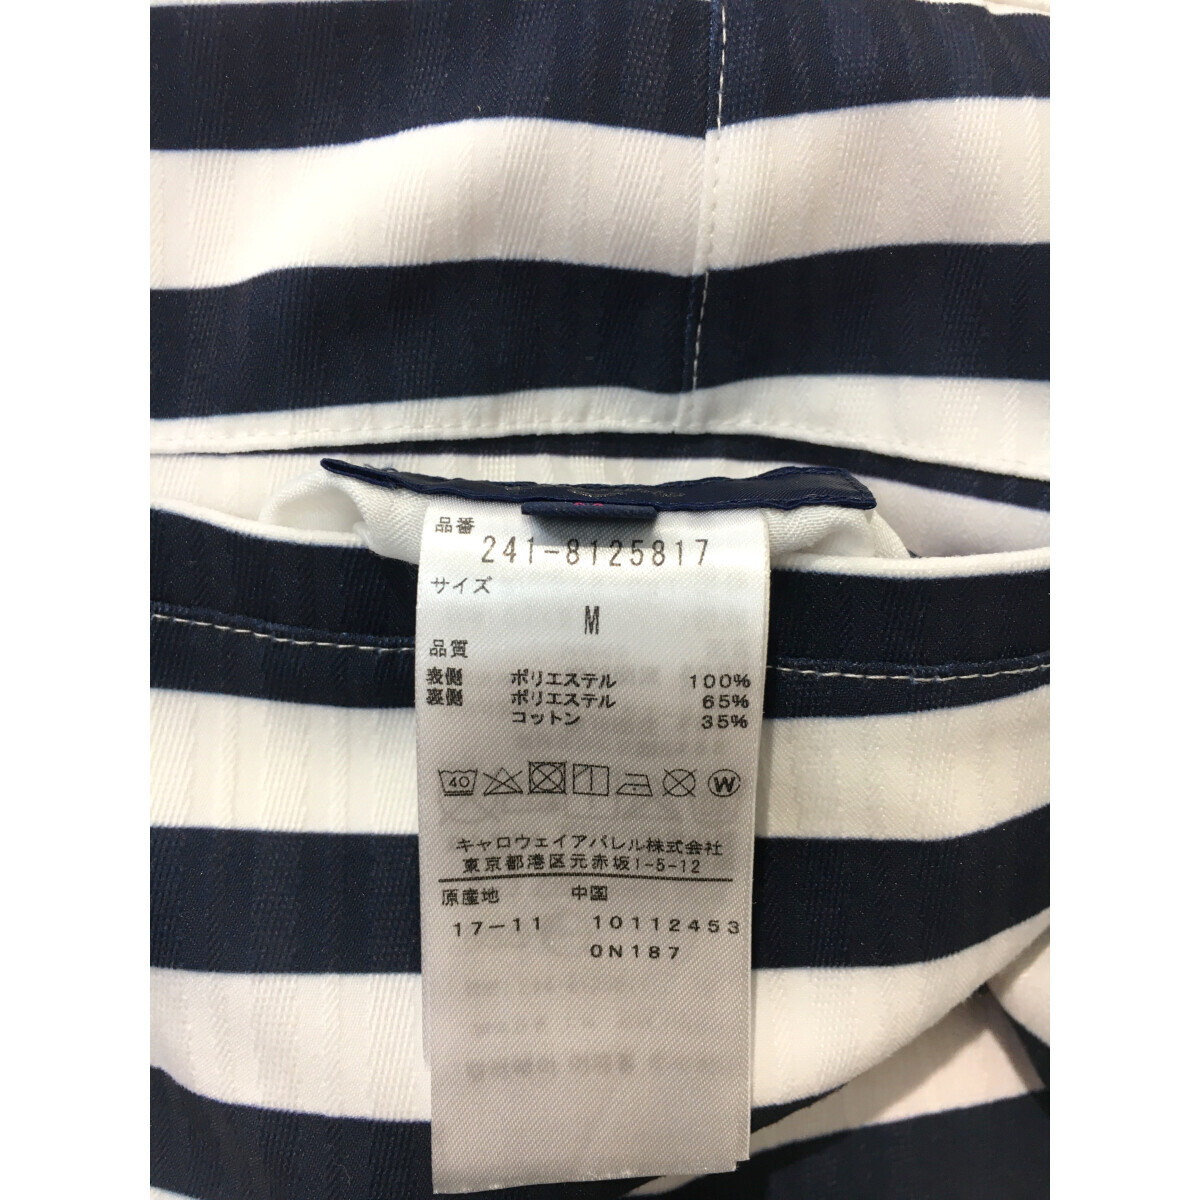 品番
241-8125817
サイズ
M
品質
表側 ポリエステル 100%
裏側 ポリエステル 65%
コットン 35%
40 W
キャロウェイアパレル株式会社
東京都港区元赤坂1-5-12
原産地 中国
17-11 10112453
0N187